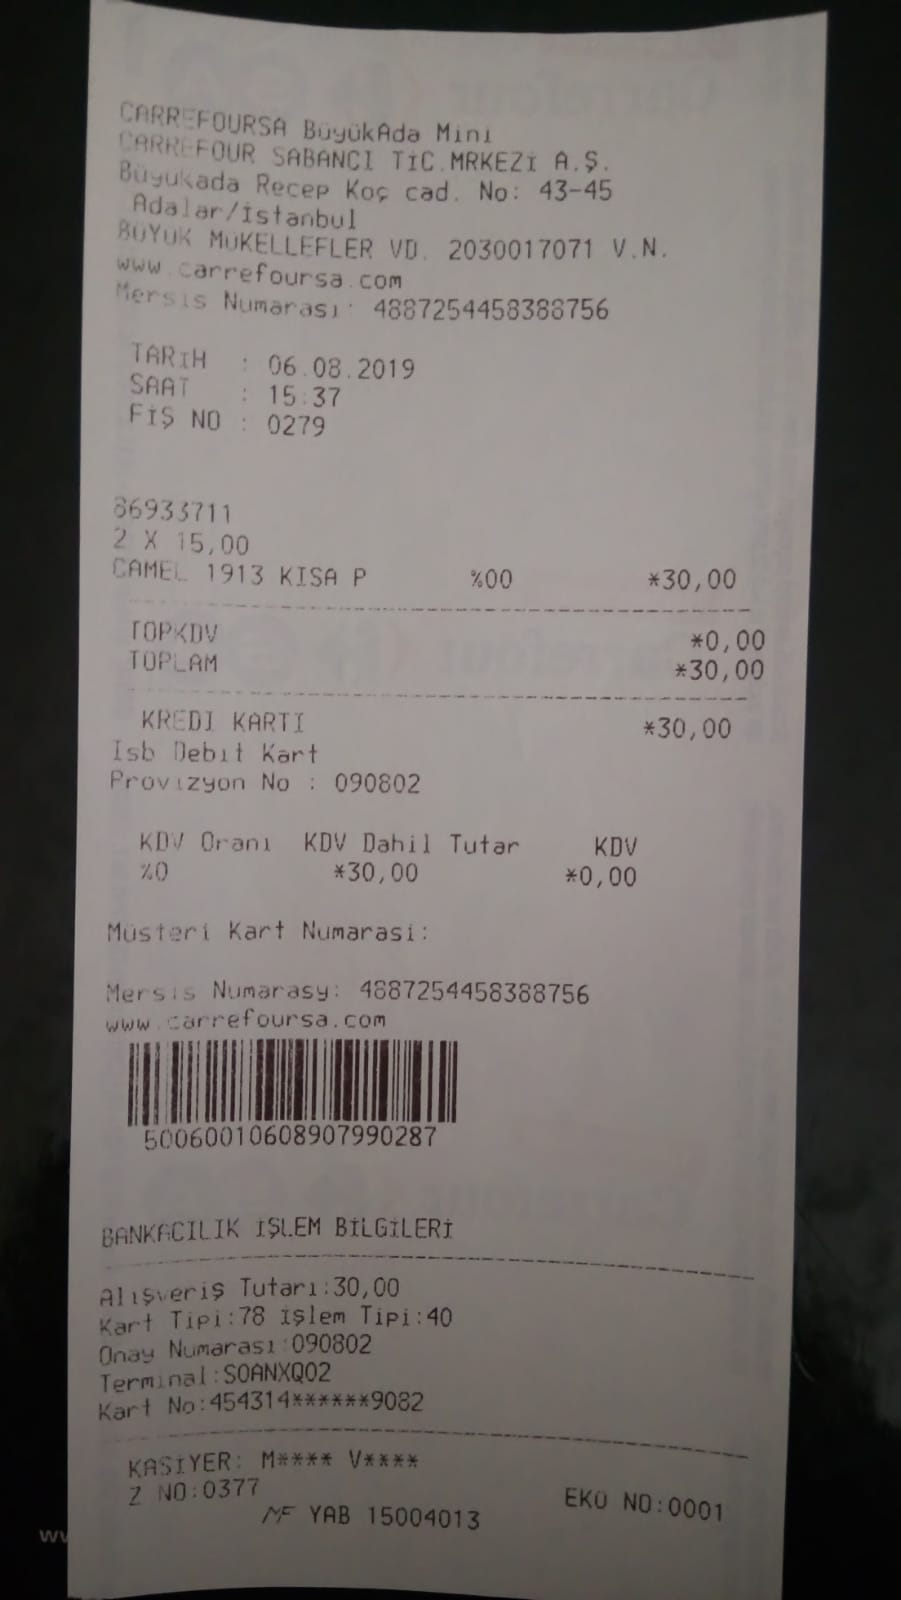 CARREFOURSA BüyükAda Mini
CARREFOUR SABANCI TİC.MRKEZİ A.Ş.
Büyükada Recep Koç cad. No: 43-45
Adalar/İstanbul
BÜYÜK MÜKELLEFLER VD. 2030017071 V.N.
www.carrefoursa.com
Mersis Numarası: 4887254458388756
TARİH : 06.08.2019
SAAT : 15:37
FİŞ NO : 0279
86933711
2 X 15,00
CAMEL 1913 KISA P %00 *30,00
TOPKDV *0,00
TOPLAM *30,00
KREDI KARTI *30,00
Isb Debit Kart
Provizyon No : 090802
KDV Oranı KDV Dahil Tutar KDV
%0 *30,00 *0,00
Müsteri Kart Numarasi:
Mersis Numarasy: 4887254458388756
www.carrefoursa.com
50060010608907990287
BANKACILIK İŞLEM BİLGİLERİ
Alışveriş Tutarı:30,00
Kart Tipi:78 İşlem Tipi:40
Onay Numarası:090802
Terminal:SOANXQ02
Kart No:454314******9082
KASİYER: M**** V****
Z NO:0377 EKÜ NO:0001
MF YAB 15004013